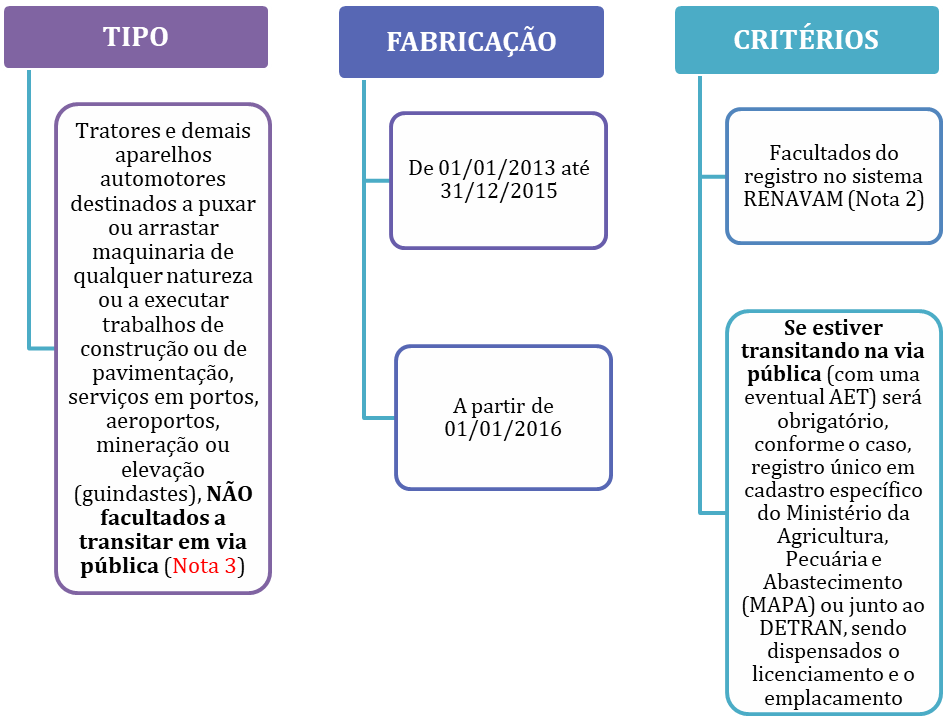 TIPO
Tratores e demais
aparelhos
automotores
destinados a puxar
ou arrastar
maquinaria de
qualquer natureza
ou a executar
trabalhos de
construção ou de
pavimentação,
serviços em portos,
aeroportos,
mineração ou
elevação
(guindastes), NÃO
facultados a
transitar em via
pública (Nota 3)
FABRICAÇÃO
De 01/01/2013 até
31/12/2015
A partir de
01/01/2016
CRITÉRIOS
Facultados do
registro no sistema
RENAVAM (Nota 2)
Se estiver
transitando na via
pública (com uma
eventual AET) será
obrigatório,
conforme o caso,
registro único em
cadastro específico
do Ministério da
Agricultura,
Pecuária e
Abastecimento
(MAPA) ou junto ao
DETRAN, sendo
dispensados o
licenciamento e o
emplacamento